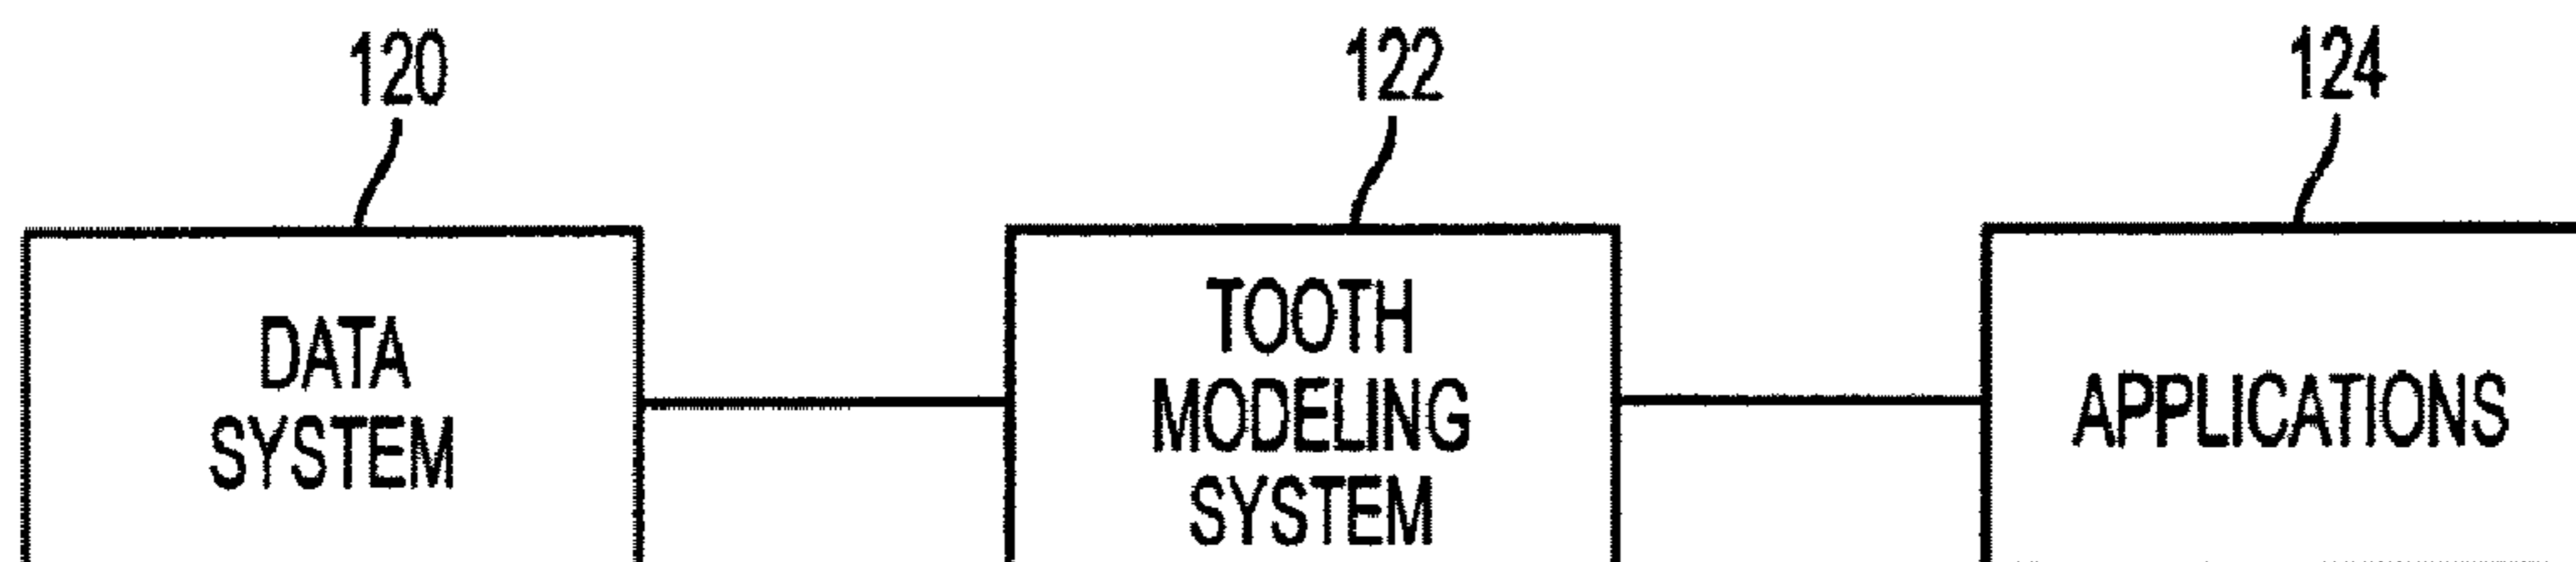 120
122
124
DATA
SYSTEM
TOOTH
MODELING
SYSTEM
APPLICATIONS